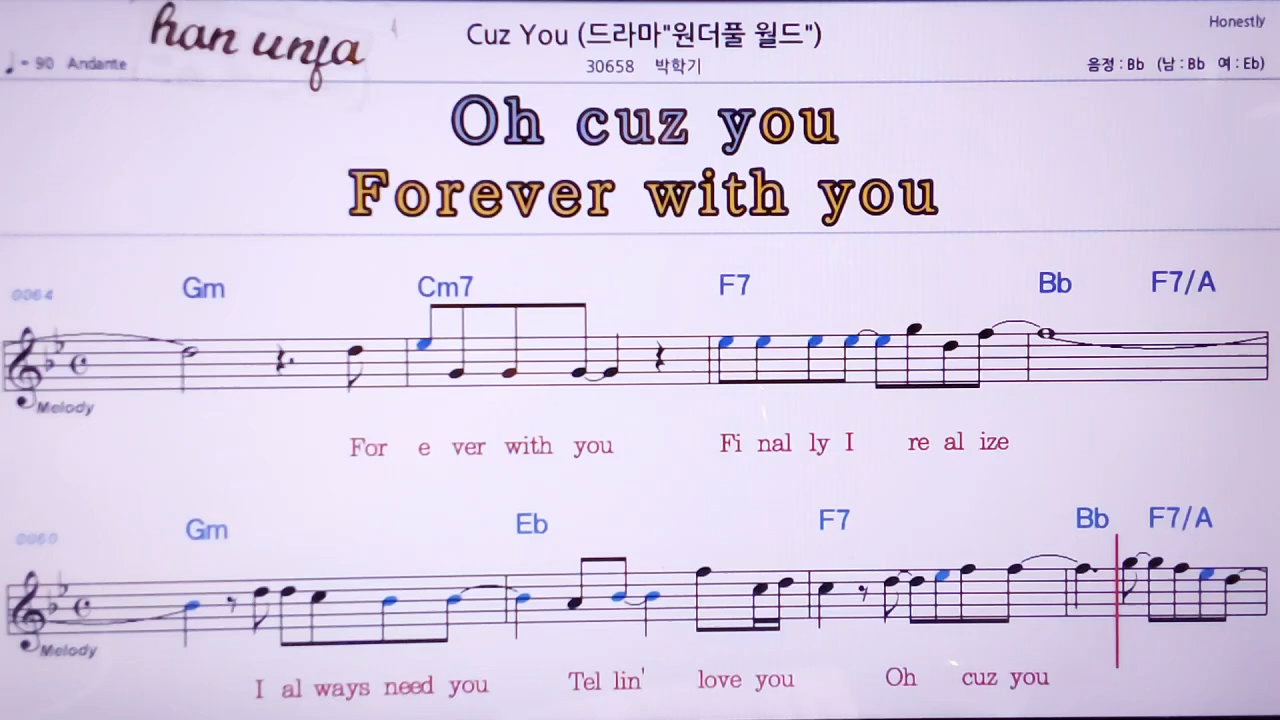 han unfa
Cuz You (드라마"원더풀 월드")
Honestly
♩= 90 Andante
30658 박학기
음정 : Bb (남 : Bb 여 : Eb)
Oh cuz you
Forever with you
0064
Gm Cm7 F7 Bb F7/A
Melody
For e ver with you Fi nal ly I re al ize
0060
Gm Eb F7 Bb F7/A
Melody
I al ways need you Tel lin' love you Oh cuz you